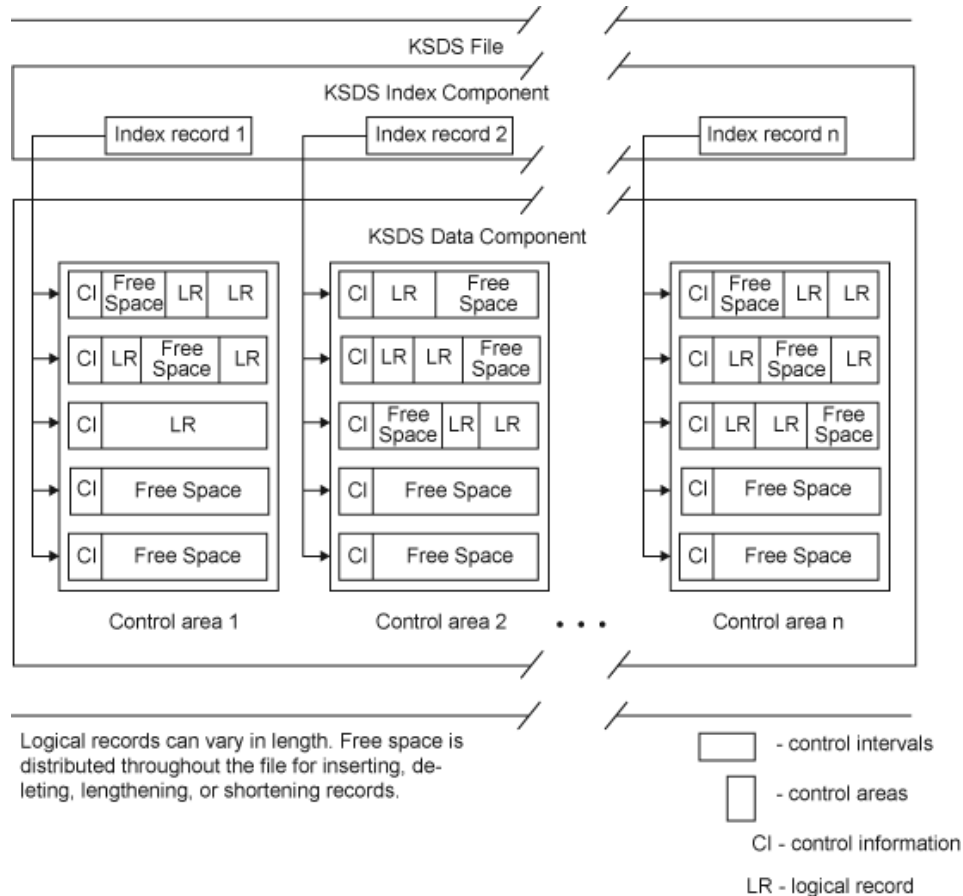 KSDS File
KSDS Index Component
Index record 1
Index record 2
Index record n
KSDS Data Component
CI Free Space LR LR
CI LR Free Space LR
CI LR
CI Free Space
CI Free Space
Control area 1
CI LR Free Space
CI LR LR Free Space
CI Free Space LR LR
CI Free Space
CI Free Space
Control area 2
• • •
CI Free Space LR LR
CI LR Free Space LR
CI LR LR Free Space
CI Free Space
CI Free Space
Control area n
Logical records can vary in length. Free space is
distributed throughout the file for inserting, de-
leting, lengthening, or shortening records.
- control intervals
- control areas
CI - control information
LR - logical record